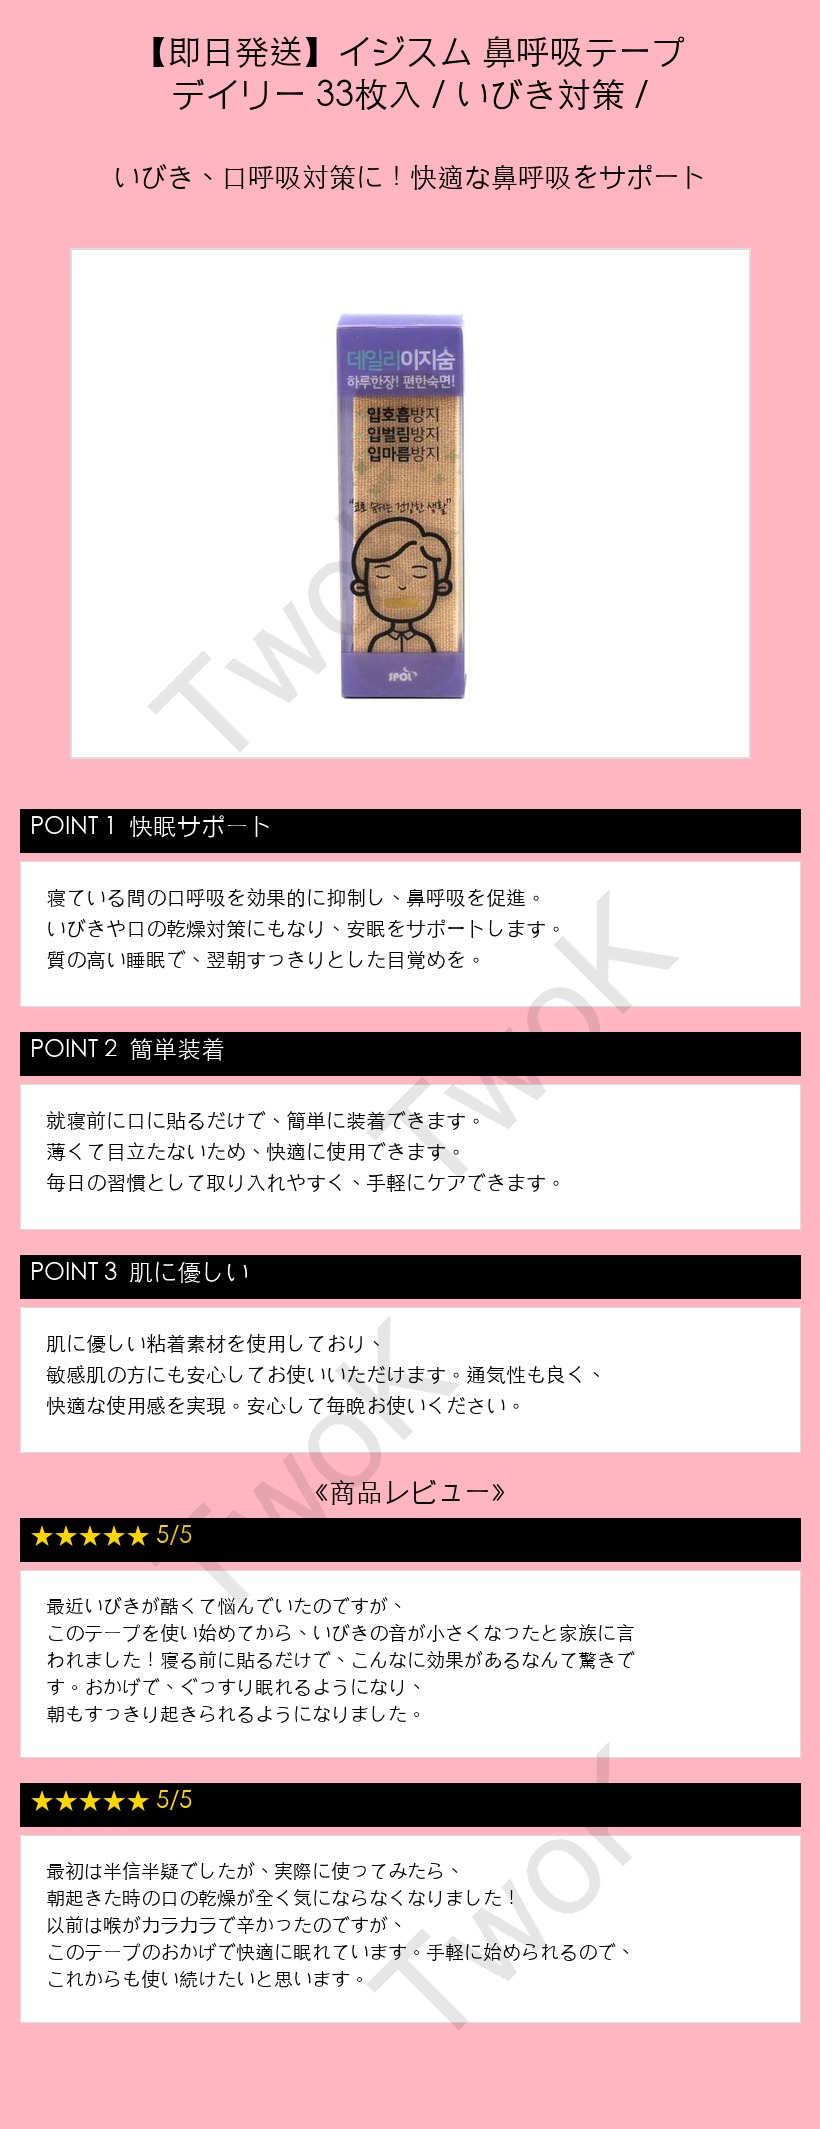 【即日発送】イジスム 鼻呼吸テープ
デイリー 33枚入 / いびき対策 /
いびき、口呼吸対策に！快適な鼻呼吸をサポート
데일리이지숨
하루한장! 편한숙면!
입호흡방지
입벌림방지
입마름방지
"코로 숨쉬는 건강한 생활"
SPOL
TwoK
POINT 1 快眠サポート
寝ている間の口呼吸を効果的に抑制し、鼻呼吸を促進。
いびきや口の乾燥対策にもなり、安眠をサポートします。
質の高い睡眠で、翌朝すっきりとした目覚めを。
TwoK
POINT 2 簡単装着
就寝前に口に貼るだけで、簡単に装着できます。
薄くて目立たないため、快適に使用できます。
毎日の習慣として取り入れやすく、手軽にケアできます。
POINT 3 肌に優しい
肌に優しい粘着素材を使用しており、
敏感肌の方にも安心してお使いいただけます。通気性も良く、
快適な使用感を実現。安心して毎晩お使いください。
TwoK
《商品レビュー》
★★★★★ 5/5
最近いびきが酷くて悩んでいたのですが、
このテープを使い始めてから、いびきの音が小さくなったと家族に言
われました！寝る前に貼るだけで、こんなに効果があるなんて驚きで
す。おかげで、ぐっすり眠れるようになり、
朝もすっきり起きられるようになりました。
★★★★★ 5/5
最初は半信半疑でしたが、実際に使ってみたら、
朝起きた時の口の乾燥が全く気にならなくなりました！
以前は喉がカラカラで辛かったのですが、
このテープのおかげで快適に眠れています。手軽に始められるので、
これからも使い続けたいと思います。
TwoK